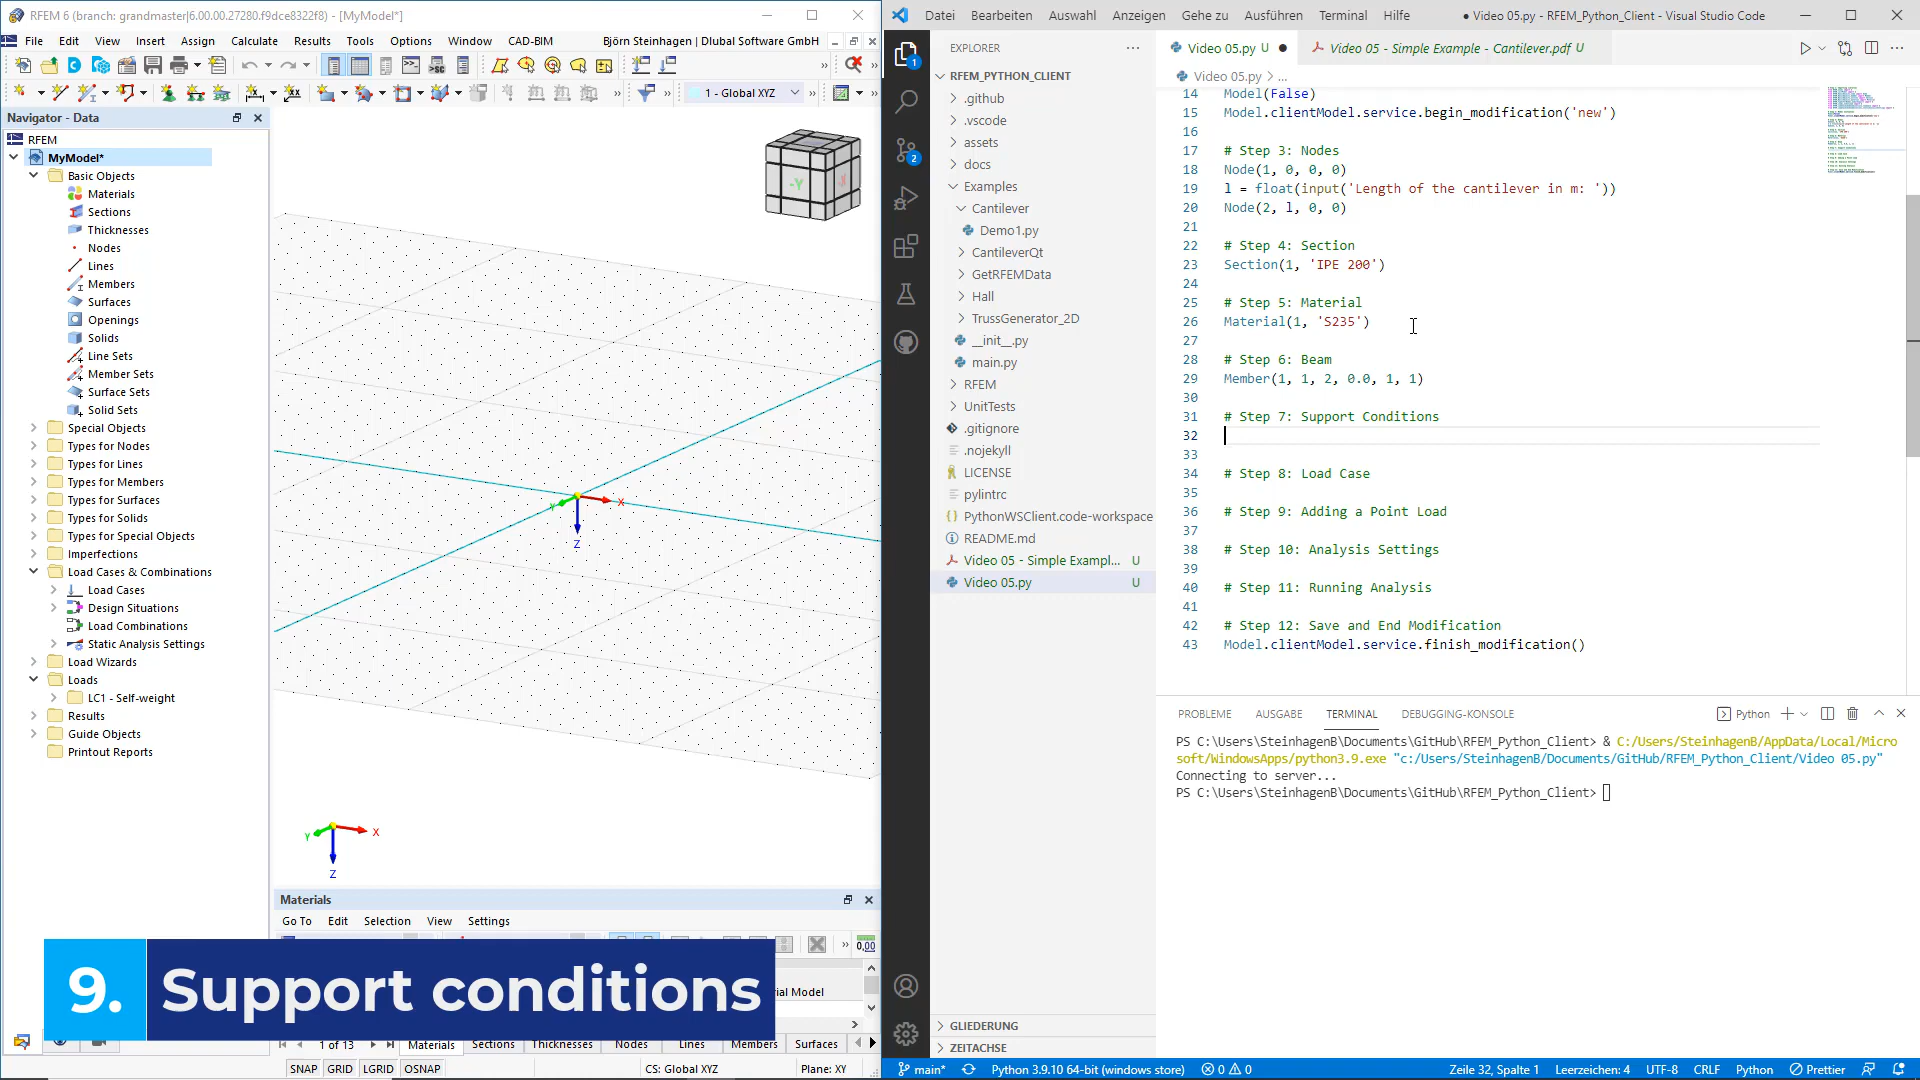 RFEM 6 (branch: grandmaster|6.00.00.27280.f9dce8322f8) - [MyModel*]
File Edit View Insert Assign Calculate Results Tools Options Window CAD-BIM Björn Steinhagen | Dlubal Software GmbH
1 - Global XYZ
Navigator - Data
RFEM
MyModel*
Basic Objects
Materials
Sections
Thicknesses
Nodes
Lines
Members
Surfaces
Openings
Solids
Line Sets
Member Sets
Surface Sets
Solid Sets
Special Objects
Types for Nodes
Types for Lines
Types for Members
Types for Surfaces
Types for Solids
Types for Special Objects
Imperfections
Load Cases & Combinations
Load Cases
Design Situations
Load Combinations
Static Analysis Settings
Load Wizards
Loads
LC1 - Self-weight
Results
Guide Objects
Printout Reports
-Y
X
Y
Z
X
Y
Z
Materials
Go To Edit Selection View Settings
0,00
ial Model
9. Support conditions
1 of 13 Materials Sections Thicknesses Nodes Lines Members Surfaces
SNAP GRID LGRID OSNAP CS: Global XYZ Plane: XY
Datei Bearbeiten Auswahl Anzeigen Gehe zu Ausführen Terminal Hilfe ● Video 05.py - RFEM_Python_Client - Visual Studio Code
EXPLORER
RFEM_PYTHON_CLIENT
.github
.vscode
assets
docs
Examples
Cantilever
Demo1.py
CantileverQt
GetRFEMData
Hall
TrussGenerator_2D
__init__.py
main.py
RFEM
UnitTests
.gitignore
.nojekyll
LICENSE
pylintrc
PythonWSClient.code-workspace
README.md
Video 05 - Simple Exampl... U
Video 05.py U
GLIEDERUNG
ZEITACHSE
1
2
Video 05.py U Video 05 - Simple Example - Cantilever.pdf U
Video 05.py > ...
14 Model(False)
15 Model.clientModel.service.begin_modification('new')
16
17 # Step 3: Nodes
18 Node(1, 0, 0, 0)
19 l = float(input('Length of the cantilever in m: '))
20 Node(2, l, 0, 0)
21
22 # Step 4: Section
23 Section(1, 'IPE 200')
24
25 # Step 5: Material
26 Material(1, 'S235')
27
28 # Step 6: Beam
29 Member(1, 1, 2, 0.0, 1, 1)
30
31 # Step 7: Support Conditions
32
33
34 # Step 8: Load Case
35
36 # Step 9: Adding a Point Load
37
38 # Step 10: Analysis Settings
39
40 # Step 11: Running Analysis
41
42 # Step 12: Save and End Modification
43 Model.clientModel.service.finish_modification()
PROBLEME AUSGABE TERMINAL DEBUGGING-KONSOLE Python
PS C:\Users\SteinhagenB\Documents\GitHub\RFEM_Python_Client> & C:/Users/SteinhagenB/AppData/Local/Micro
soft/WindowsApps/python3.9.exe "c:/Users/SteinhagenB/Documents/GitHub/RFEM_Python_Client/Video 05.py"
Connecting to server...
PS C:\Users\SteinhagenB\Documents\GitHub\RFEM_Python_Client>
main* Python 3.9.10 64-bit (windows store) 0 0 Zeile 32, Spalte 1 Leerzeichen: 4 UTF-8 CRLF Python Prettier